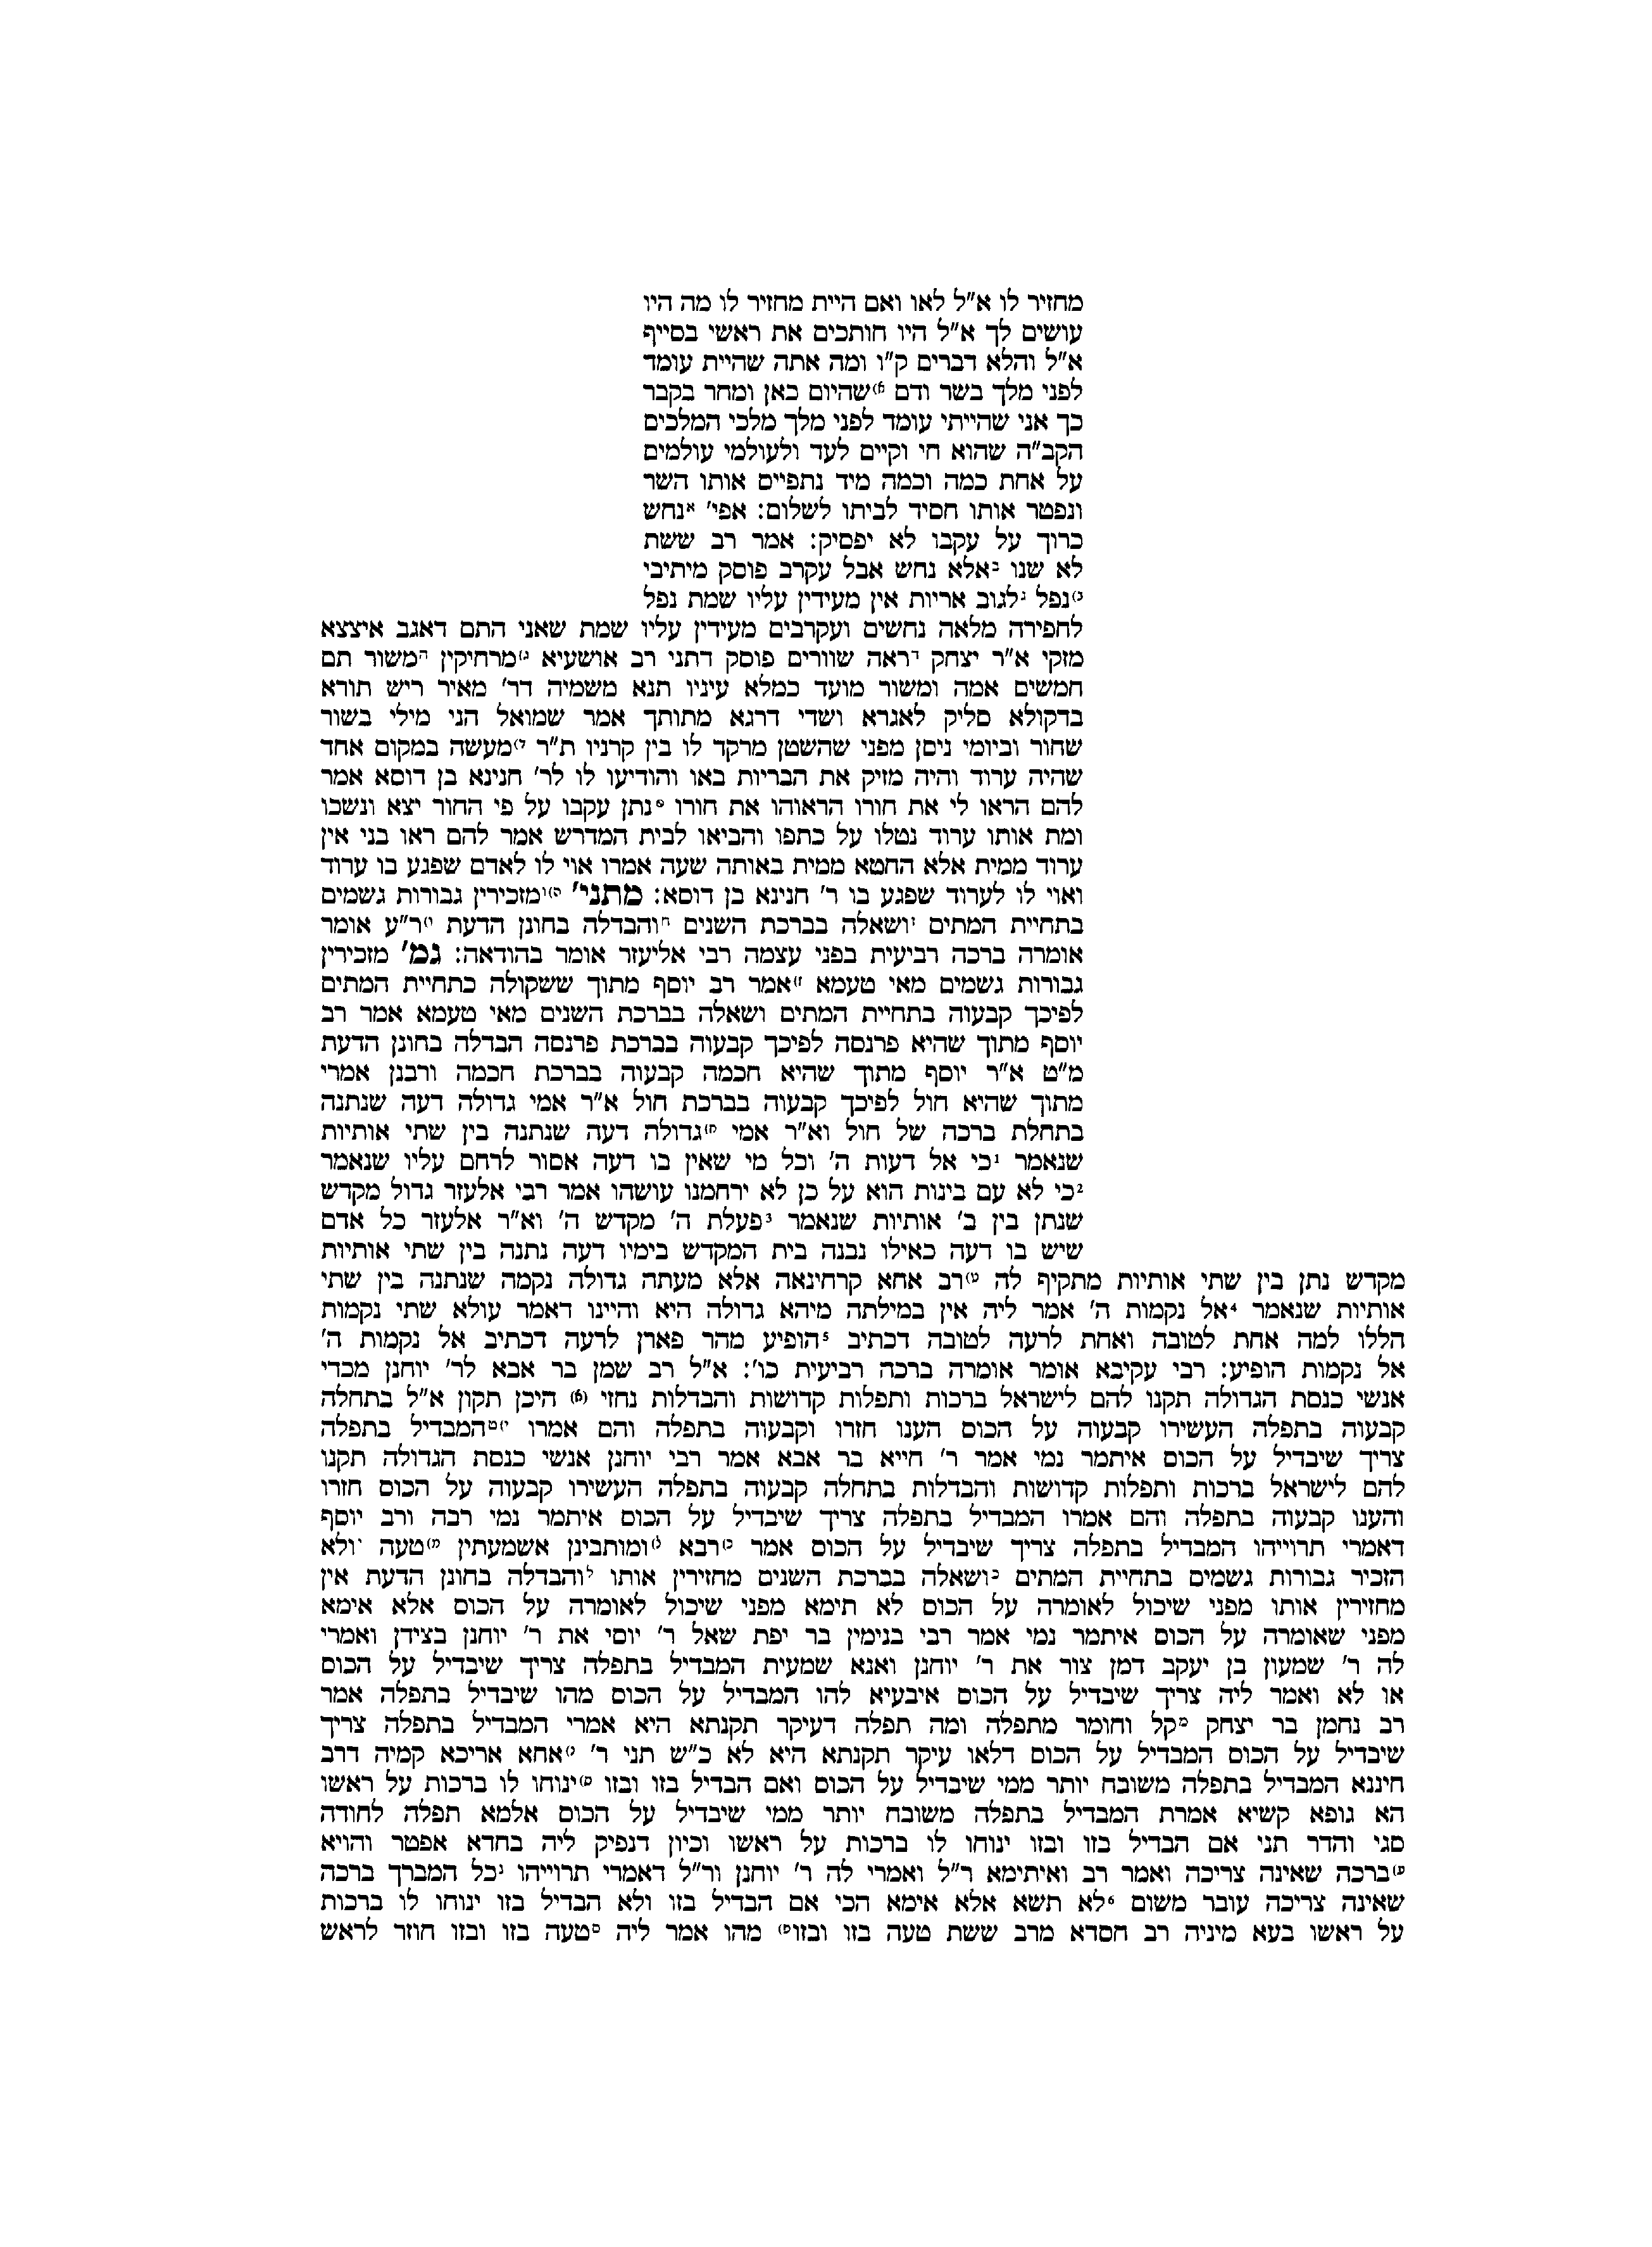 מחזיר לו א"ל לאו ואם היית מחזיר לו מה היו
עושים לך א"ל היו חותכים את ראשי בסייף
א"ל והלא דברים ק"ו ומה אתה שהיית עומד
לפני מלך בשר ודם א)שהיום כאן ומחר בקבר
כך אני שהייתי עומד לפני מלך מלכי המלכים
הקב"ה שהוא חי וקיים לעד ולעולמי עולמים
על אחת כמה וכמה מיד נתפייס אותו השר
ונפטר אותו חסיד לביתו לשלום: אפי' אנחש
כרוך על עקבו לא יפסיק: אמר רב ששת
לא שנו באלא נחש אבל עקרב פוסק מיתיבי
ב)נפל גלגוב אריות אין מעידין עליו שמת נפל
לחפירה מלאה נחשים ועקרבים מעידין עליו שמת שאני התם דאגב איצצא
מזקי א"ר יצחק דראה שוורים פוסק דתני רב אושעיא ג)מרחיקין המשור תם
חמשים אמה ומשור מועד כמלא עיניו תנא משמיה דר' מאיר ריש תורא
בדקולא סליק לאגרא ושדי דרגא מתותך אמר שמואל הני מילי בשור
שחור וביומי ניסן מפני שהשטן מרקד לו בין קרניו ת"ר ד)מעשה במקום אחד
שהיה ערוד והיה מזיק את הבריות באו והודיעו לו לר' חנינא בן דוסא אמר
להם הראו לי את חורו הראוהו את חורו נתן עקבו על פי החור יצא ונשכו
ומת אותו ערוד נטלו על כתפו והביאו לבית המדרש אמר להם ראו בני אין
ערוד ממית אלא החטא ממית באותה שעה אמרו אוי לו לאדם שפגע בו ערוד
ואוי לו לערוד שפגע בו ר' חנינא בן דוסא: מתני' ה)ומזכירין גבורות גשמים
בתחיית המתים זושאלה בברכת השנים חוהבדלה בחונן הדעת ו)ר"ע אומר
אומרה ברכה רביעית בפני עצמה רבי אליעזר אומר בהודאה: גמ' מזכירין
גבורות גשמים מאי טעמא ז)אמר רב יוסף מתוך ששקולה כתחיית המתים
לפיכך קבעוה בתחיית המתים ושאלה בברכת השנים מאי טעמא אמר רב
יוסף מתוך שהיא פרנסה לפיכך קבעוה בברכת פרנסה הבדלה בחונן הדעת
מ"ט א"ר יוסף מתוך שהיא חכמה קבעוה בברכת חכמה ורבנן אמרי
מתוך שהיא חול לפיכך קבעוה בברכת חול א"ר אמי גדולה דעה שנתנה
בתחלת ברכה של חול וא"ר אמי ח)גדולה דעה שנתנה בין שתי אותיות
שנאמר 1כי אל דעות ה' וכל מי שאין בו דעה אסור לרחם עליו שנאמר
2כי לא עם בינות הוא על כן לא ירחמנו עושהו אמר רבי אלעזר גדול מקדש
שנתן בין ב' אותיות שנאמר 3פעלת ה' מקדש ה' וא"ר אלעזר כל אדם
שיש בו דעה כאילו נבנה בית המקדש בימיו דעה נתנה בין שתי אותיות
מקדש נתן בין שתי אותיות מתקיף לה ט)רב אחא קרחינאה אלא מעתה גדולה נקמה שנתנה בין שתי
אותיות שנאמר 4אל נקמות ה' אמר ליה אין במילתה מיהא גדולה היא והיינו דאמר עולא שתי נקמות
הללו למה אחת לטובה ואחת לרעה לטובה דכתיב 5הופיע מהר פארן לרעה דכתיב אל נקמות ה'
אל נקמות הופיע: רבי עקיבא אומר אומרה ברכה רביעית כו': א"ל רב שמן בר אבא לר' יוחנן מכדי
אנשי כנסת הגדולה תקנו להם לישראל ברכות ותפלות קדושות והבדלות נחזי (א) היכן תקון א"ל בתחלה
קבעוה בתפלה העשירו קבעוה על הכוס הענו חזרו וקבעוה בתפלה והם אמרו י)טהמבדיל בתפלה
צריך שיבדיל על הכוס איתמר נמי אמר ר' חייא בר אבא אמר רבי יוחנן אנשי כנסת הגדולה תקנו
להם לישראל ברכות ותפלות קדושות והבדלות בתחלה קבעוה בתפלה העשירו קבעוה על הכוס חזרו
והענו קבעוה בתפלה והם אמרו המבדיל בתפלה צריך שיבדיל על הכוס איתמר נמי רבה ורב יוסף
דאמרי תרוייהו המבדיל בתפלה צריך שיבדיל על הכוס אמר כ)רבא ל)ומותבינן אשמעתין מ)טעה יולא
הזכיר גבורות גשמים בתחיית המתים כושאלה בברכת השנים מחזירין אותו לוהבדלה בחונן הדעת אין
מחזירין אותו מפני שיכול לאומרה על הכוס לא תימא מפני שיכול לאומרה על הכוס אלא אימא
מפני שאומרה על הכוס איתמר נמי אמר רבי בנימין בר יפת שאל ר' יוסי את ר' יוחנן בצידן ואמרי
לה ר' שמעון בן יעקב דמן צור את ר' יוחנן ואנא שמעית המבדיל בתפלה צריך שיבדיל על הכוס
או לא ואמר ליה צריך שיבדיל על הכוס איבעיא להו המבדיל על הכוס מהו שיבדיל בתפלה אמר
רב נחמן בר יצחק מקל וחומר מתפלה ומה תפלה דעיקר תקנתא היא אמרי המבדיל בתפלה צריך
שיבדיל על הכוס המבדיל על הכוס דלאו עיקר תקנתא היא לא כ"ש תני ר' נ)אחא אריכא קמיה דרב
חיננא המבדיל בתפלה משובח יותר ממי שיבדיל על הכוס ואם הבדיל בזו ובזו ס)ינוחו לו ברכות על ראשו
הא גופא קשיא אמרת המבדיל בתפלה משובח יותר ממי שיבדיל על הכוס אלמא תפלה לחודה
סגי והדר תני אם הבדיל בזו ובזו ינוחו לו ברכות על ראשו וכיון דנפיק ליה בחדא אפטר והויא
ע)ברכה שאינה צריכה ואמר רב ואיתימא ר"ל ואמרי לה ר' יוחנן ור"ל דאמרי תרוייהו נכל המברך ברכה
שאינה צריכה עובר משום 6לא תשא אלא אימא הכי אם הבדיל בזו ולא הבדיל בזו ינוחו לו ברכות
על ראשו בעא מיניה רב חסדא מרב ששת טעה בזו ובזו פ) מהו אמר ליה סטעה בזו ובזו חוזר לראש